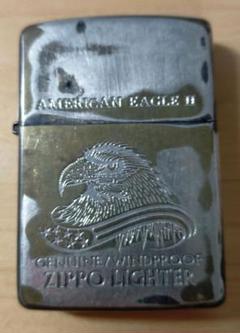 AMERICAN EAGLE II
GENUINE/WINDPROOF
ZIPPO LIGHTER